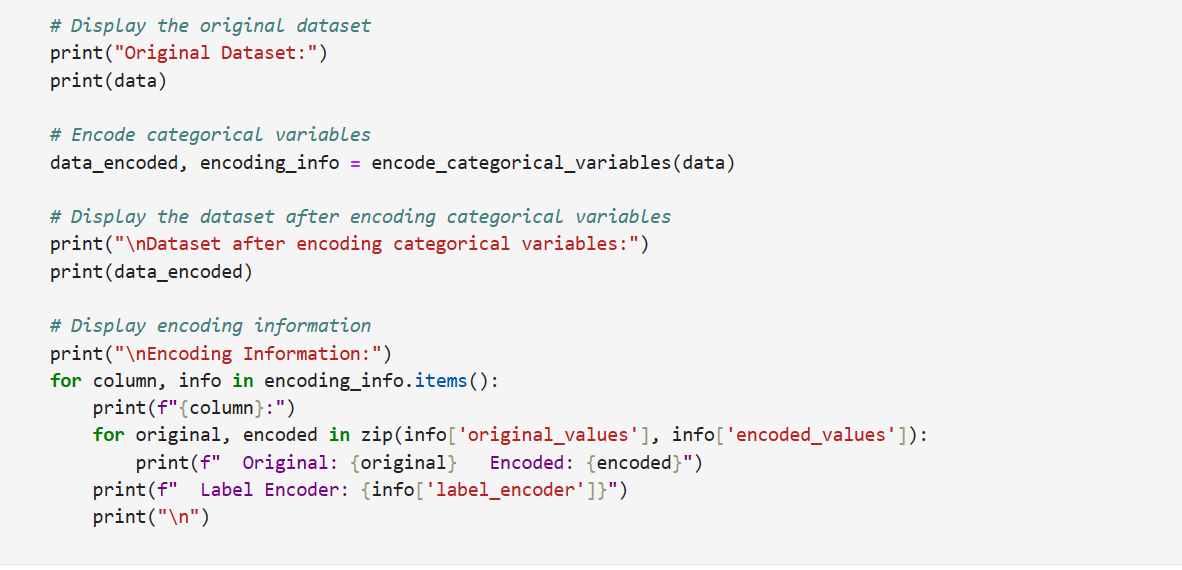 # Display the original dataset
print("Original Dataset:")
print(data)
# Encode categorical variables
data_encoded, encoding_info = encode_categorical_variables(data)
# Display the dataset after encoding categorical variables
print("\nDataset after encoding categorical variables:")
print(data_encoded)
# Display encoding information
print("\nEncoding Information:")
for column, info in encoding_info.items():
    print(f"{column}:")
    for original, encoded in zip(info['original_values'], info['encoded_values']):
        print(f"  Original: {original}   Encoded: {encoded}")
    print(f"  Label Encoder: {info['label_encoder']}")
    print("\n")